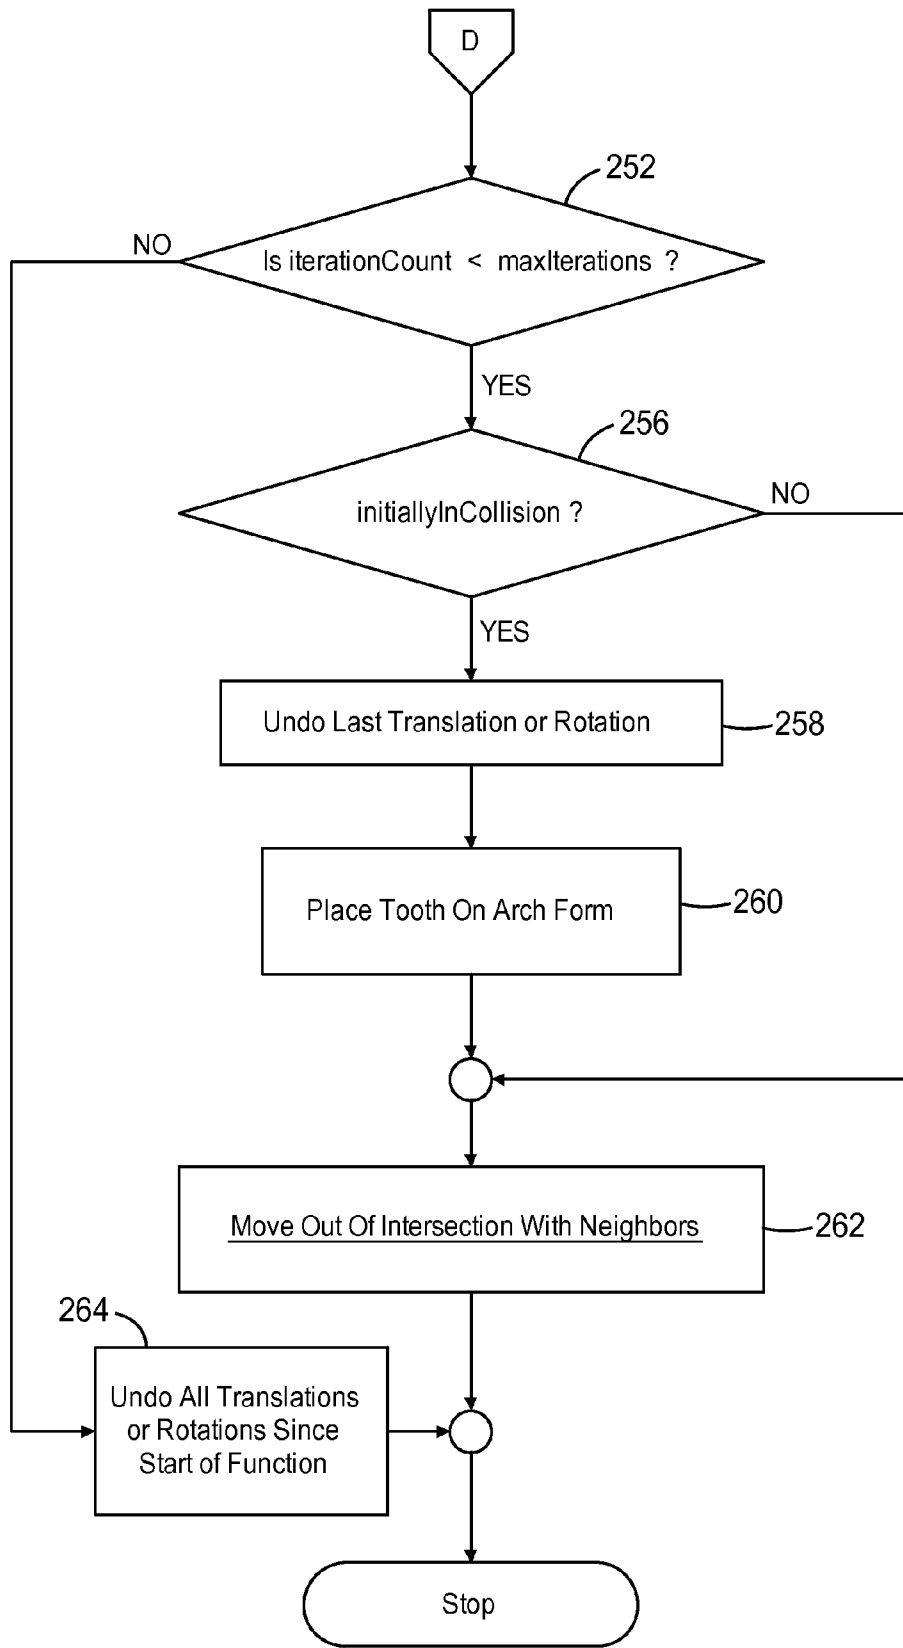 D
252
Is iterationCount < maxIterations ?
NO
YES
256
initiallyInCollision ?
NO
YES
Undo Last Translation or Rotation
258
Place Tooth On Arch Form
260
Move Out Of Intersection With Neighbors
262
264
Undo All Translations
or Rotations Since
Start of Function
Stop